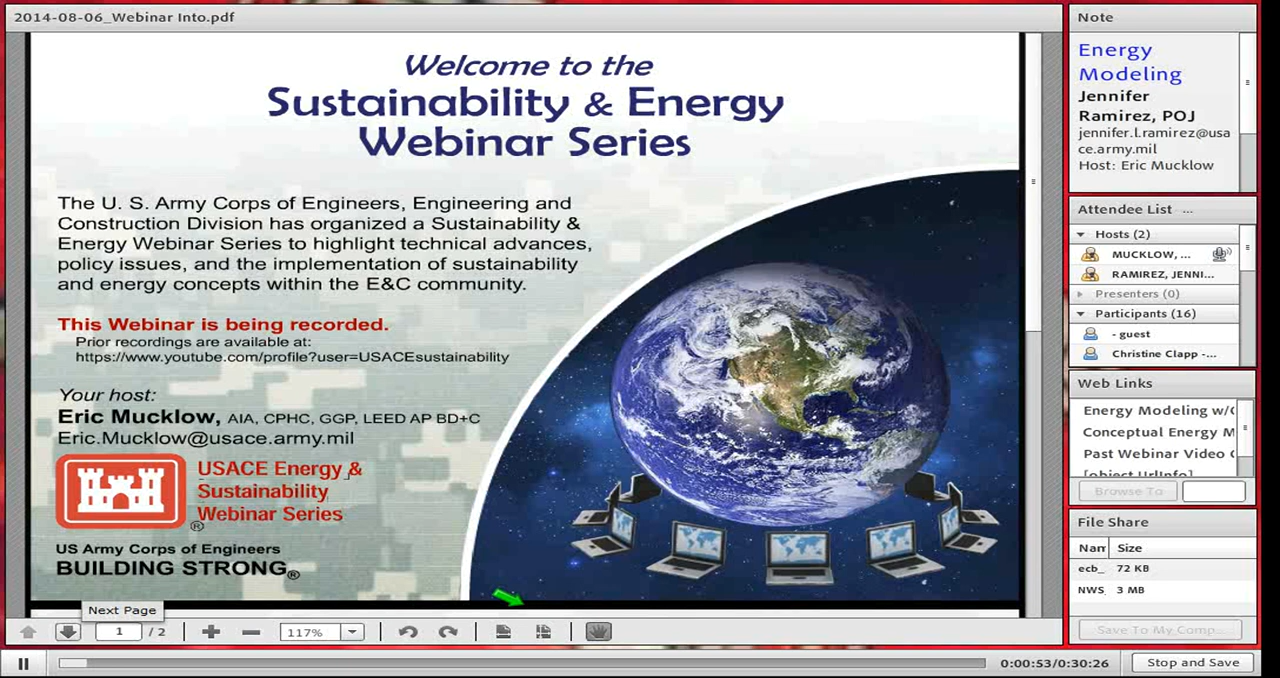 2014-08-06_Webinar Into.pdf
Welcome to the
Sustainability & Energy
Webinar Series
The U. S. Army Corps of Engineers, Engineering and
Construction Division has organized a Sustainability &
Energy Webinar Series to highlight technical advances,
policy issues, and the implementation of sustainability
and energy concepts within the E&C community.
This Webinar is being recorded.
Prior recordings are available at:
https://www.youtube.com/profile?user=USACEsustainability
Your host:
Eric Mucklow, AIA, CPHC, GGP, LEED AP BD+C
Eric.Mucklow@usace.army.mil
USACE Energy &
Sustainability
Webinar Series
®
US Army Corps of Engineers
BUILDING STRONG®
Next Page
1 / 2
117%
Note
Energy
Modeling
Jennifer
Ramirez, POJ
jennifer.l.ramirez@usa
ce.army.mil
Host: Eric Mucklow
Attendee List ...
Hosts (2)
MUCKLOW, ...
RAMIREZ, JENNI...
Presenters (0)
Participants (16)
- guest
Christine Clapp -...
Web Links
Energy Modeling w/
Conceptual Energy M
Past Webinar Video
[object UrlInfo]
Browse To
File Share
Nam Size
ecb_ 72 KB
NWS_ 3 MB
Save To My Comp...
0:00:53/0:30:26
Stop and Save